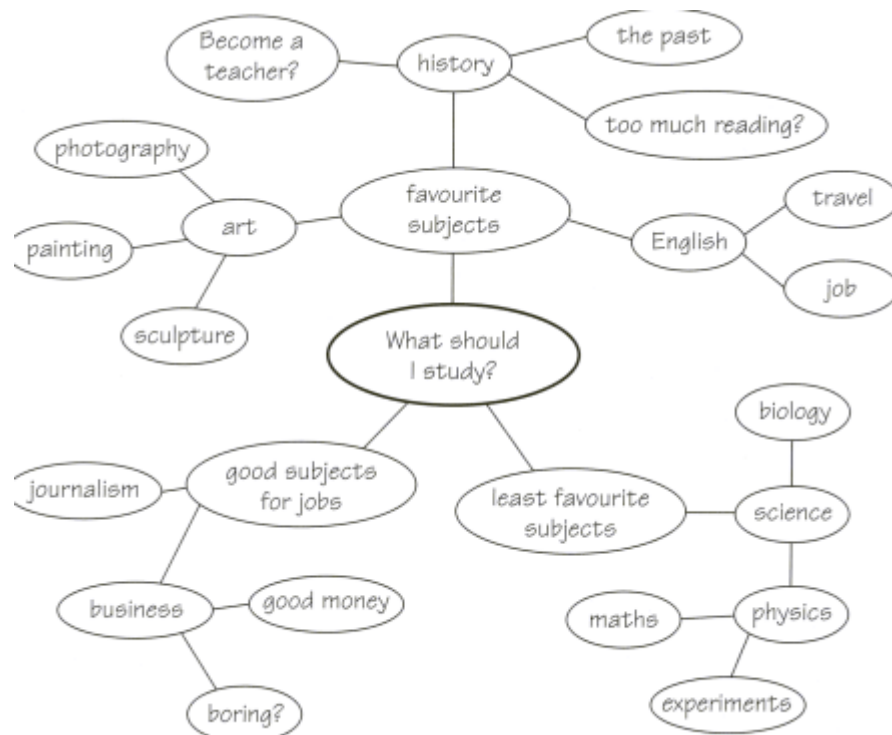 Become a
teacher?
history
the past
too much reading?
photography
favourite
subjects
travel
art
English
painting
job
sculpture
What should
I study?
biology
journalism
good subjects
for jobs
least favourite
subjects
science
business
good money
maths
physics
boring?
experiments